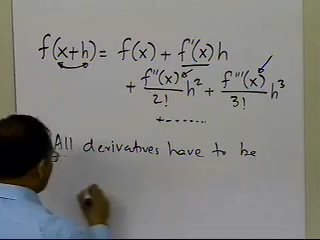 f(x+h) = f(x) + f'(x)h
+ f''(x)/2! h² + f'''(x)/3! h³
+.......
All derivatives have to be